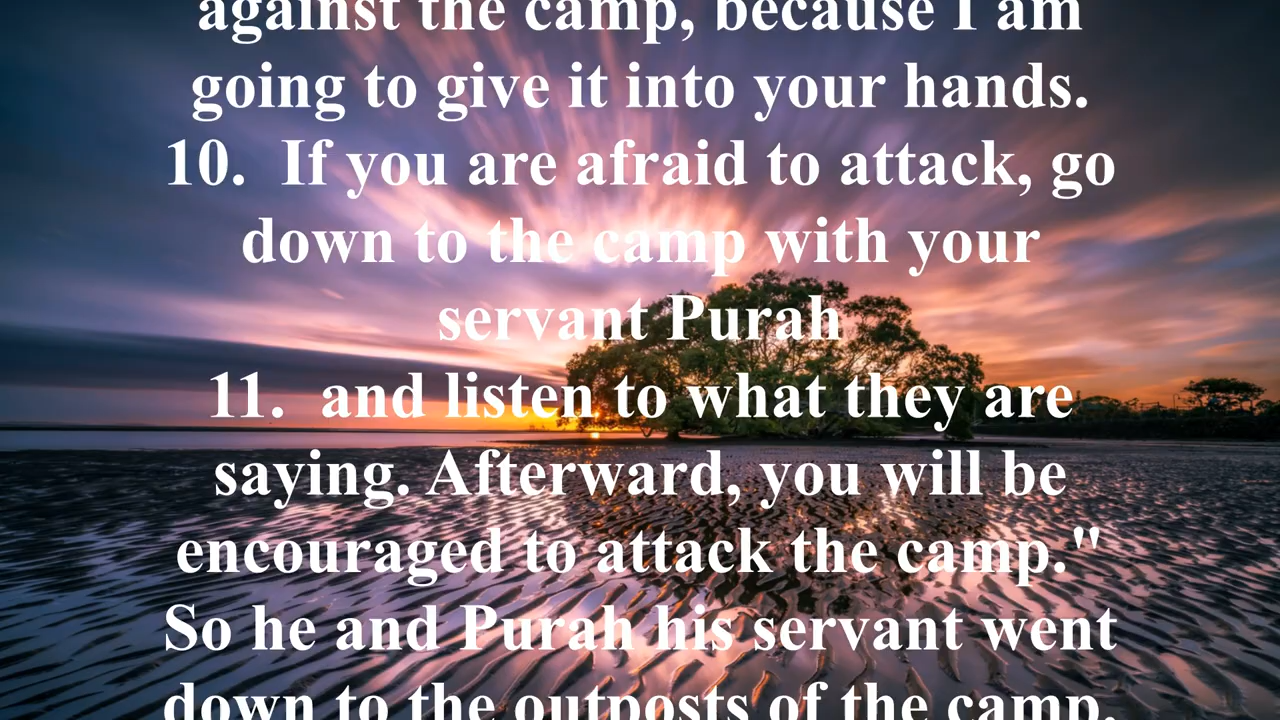 against the camp, because I am
going to give it into your hands.
10. If you are afraid to attack, go
down to the camp with your
servant Purah
11. and listen to what they are
saying. Afterward, you will be
encouraged to attack the camp."
So he and Purah his servant went
down to the outposts of the camp.